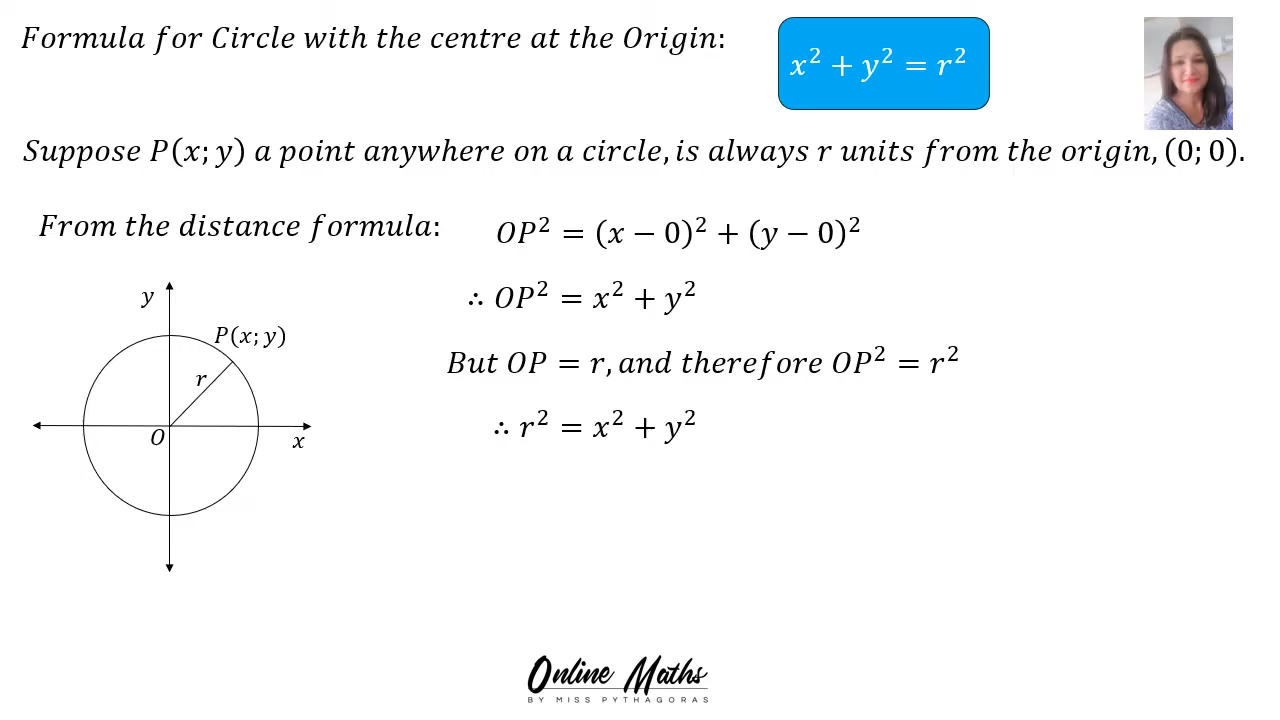 Formula for Circle with the centre at the Origin:
x² + y² = r²
Suppose P(x; y) a point anywhere on a circle, is always r units from the origin, (0; 0).
From the distance formula:
OP² = (x − 0)² + (y − 0)²
∴ OP² = x² + y²
But OP = r, and therefore OP² = r²
∴ r² = x² + y²
y
P(x; y)
r
O
x
Online Maths
BY MISS PYTHAGORAS